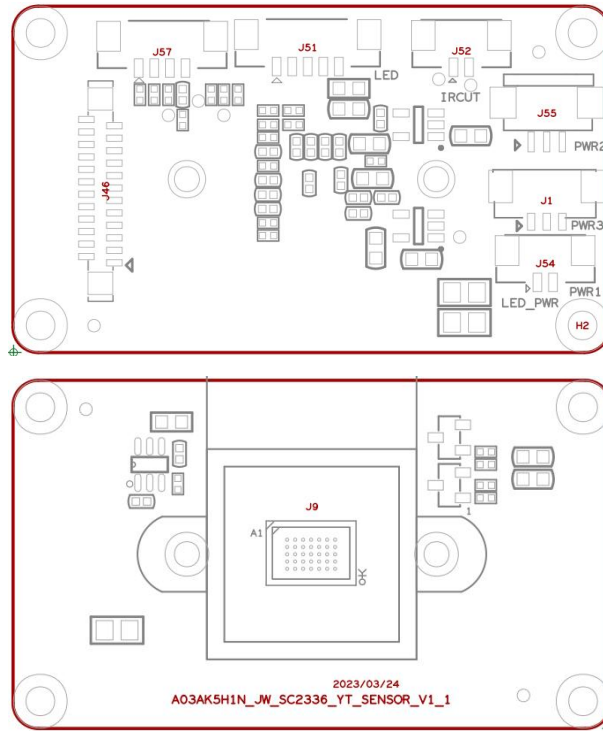 J57
J51
J52
LED
IRCUT
J55
PWR2
J46
J1
PWR3
J54
LED_PWR
PWR1
H2
J9
A1
1
2023/03/24
A03AK5H1N_JW_SC2336_YT_SENSOR_V1_1